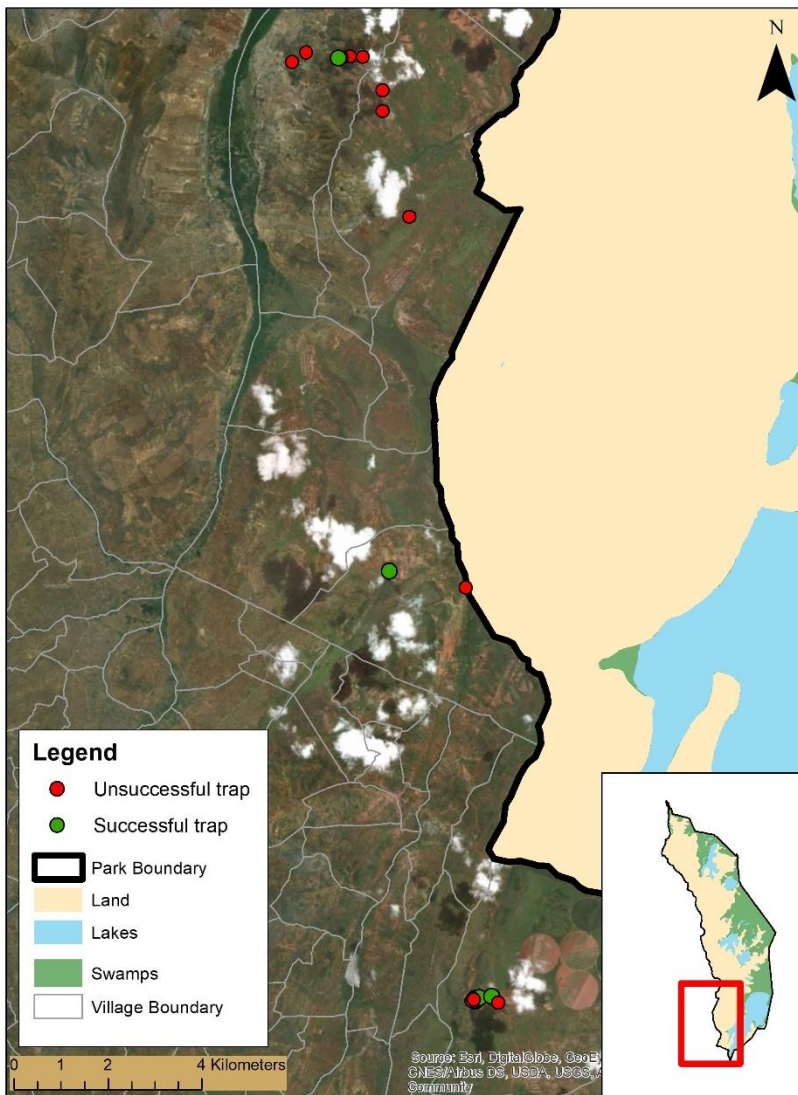 N
Legend
Unsuccessful trap
Successful trap
Park Boundary
Land
Lakes
Swamps
Village Boundary
0 1 2 4 Kilometers
Source: Esri, DigitalGlobe, GeoE
CNES/Airbus DS, USDA, USGS, A
Community